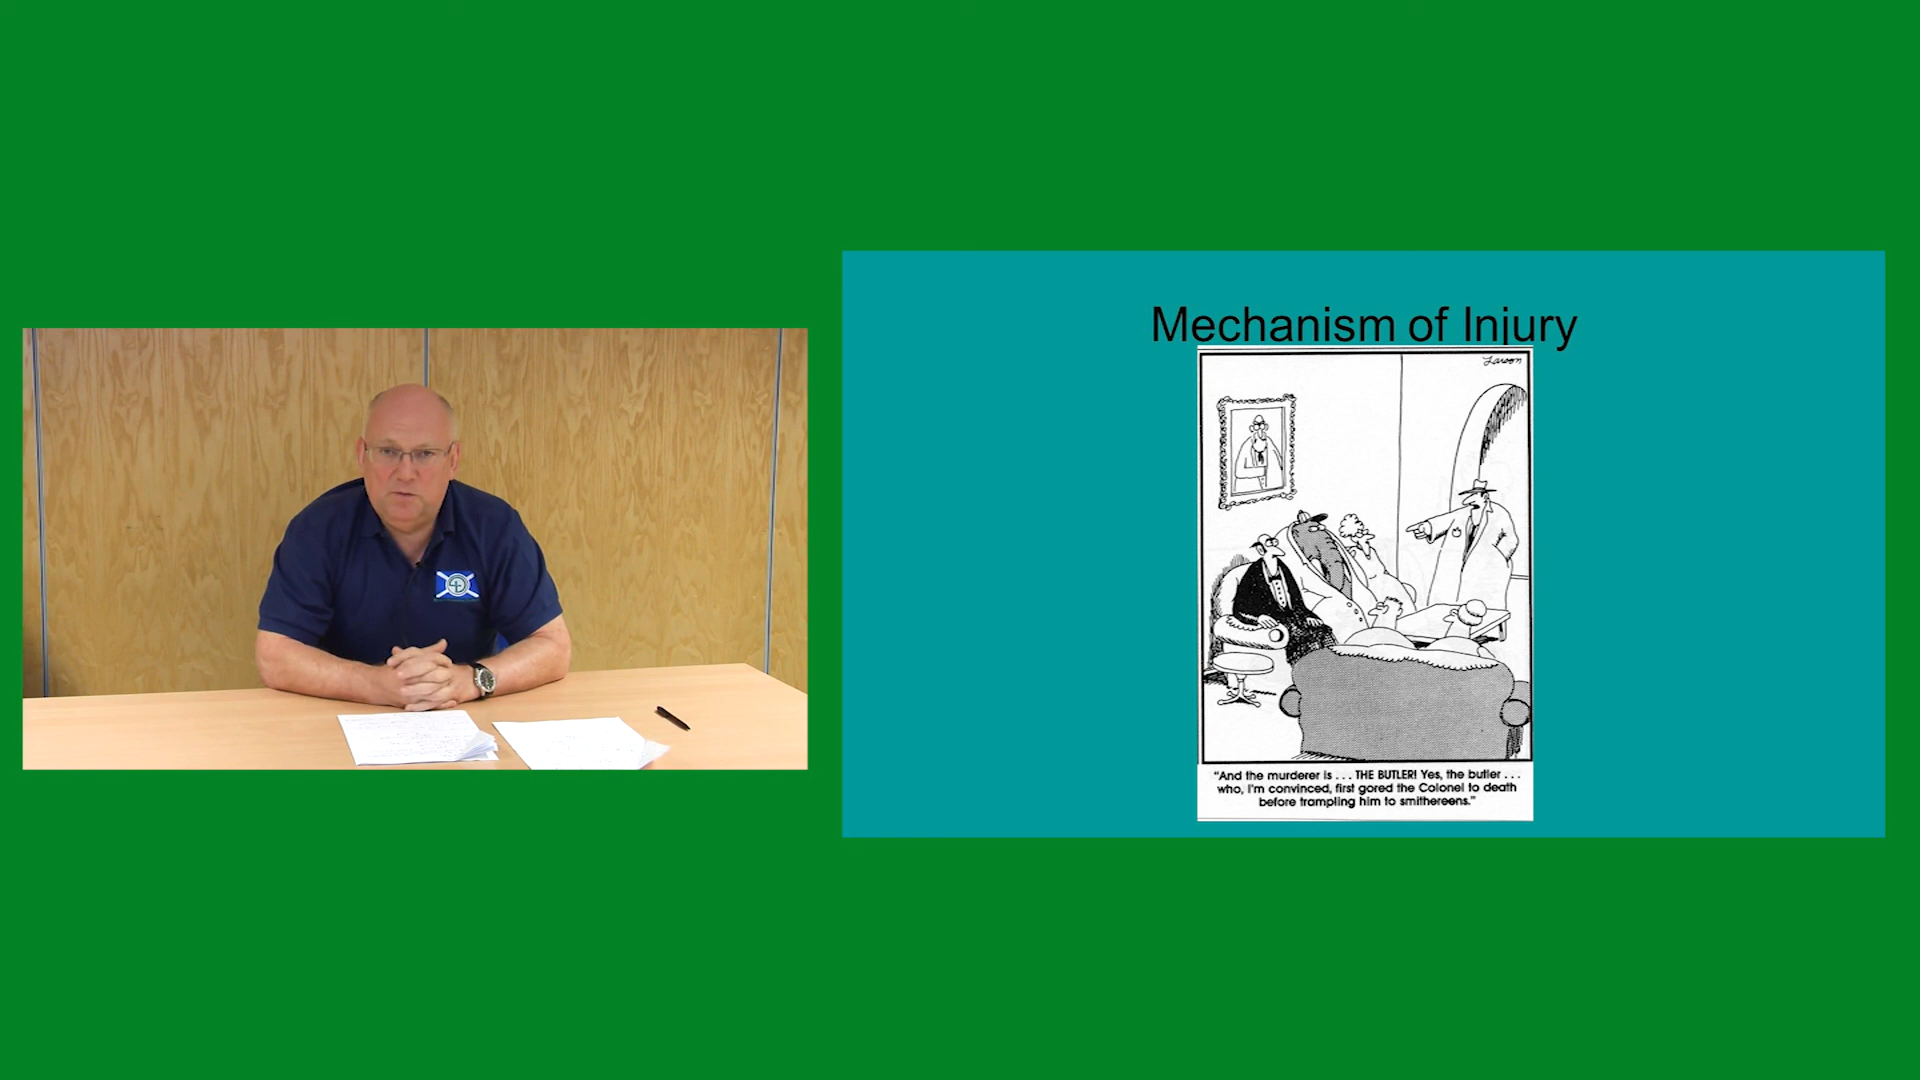 Mechanism of Injury
Larson
"And the murderer is . . . THE BUTLER! Yes, the butler . . .
who, I'm convinced, first gored the Colonel to death
before trampling him to smithereens."